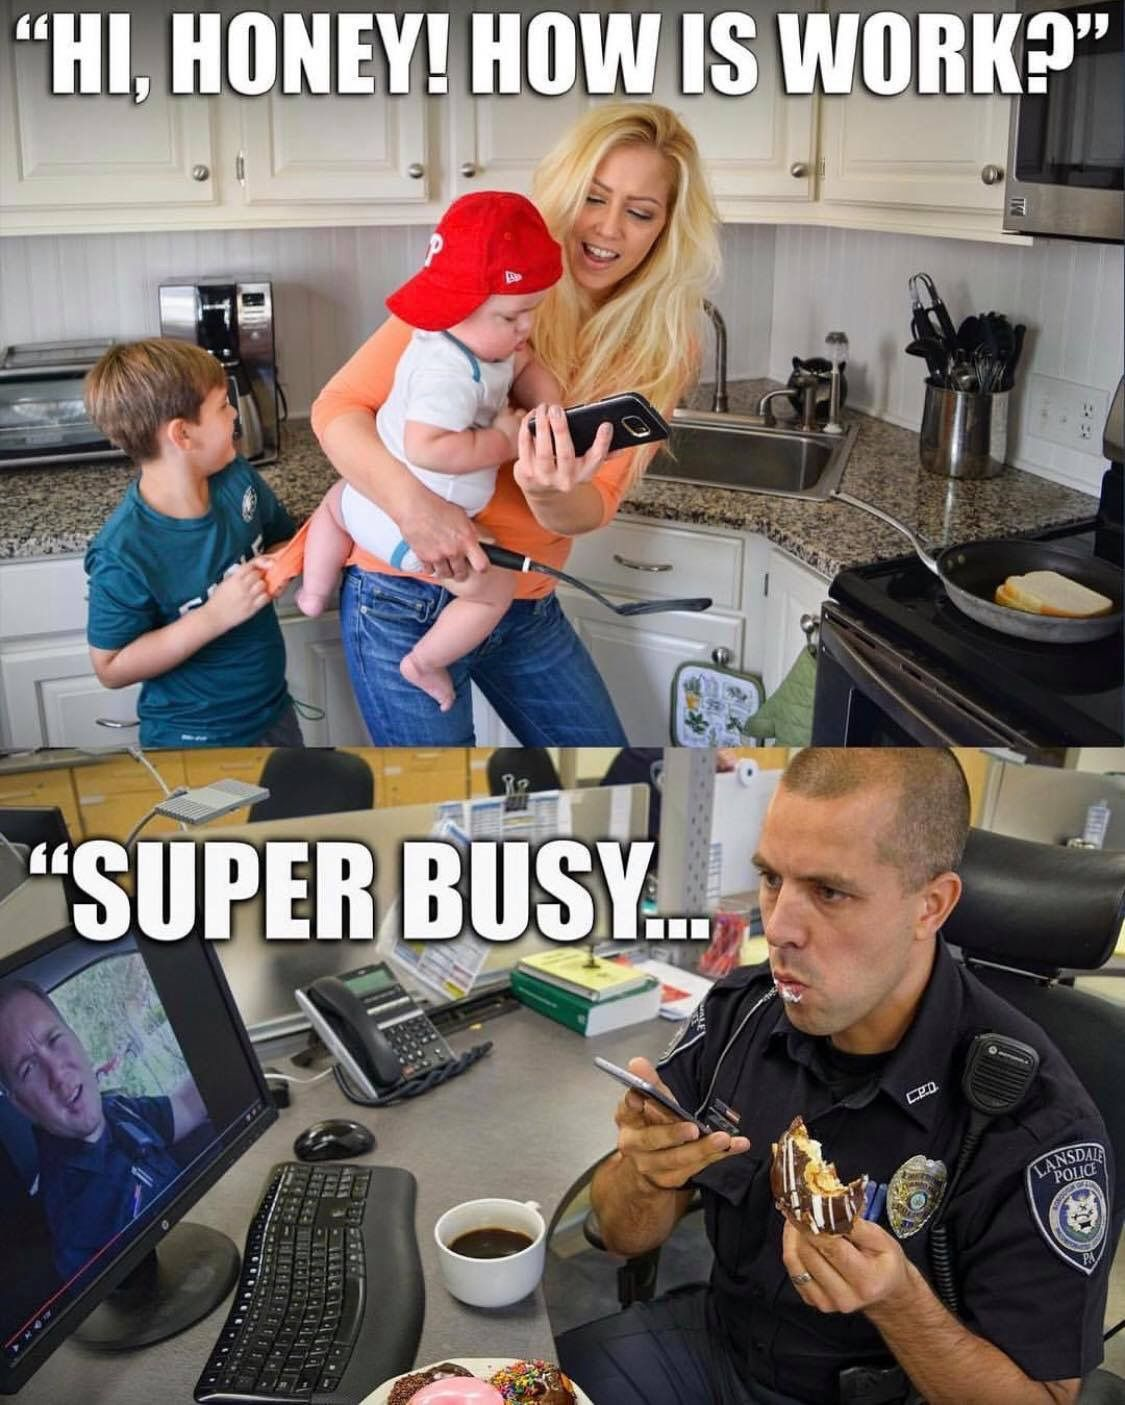 “HI, HONEY! HOW IS WORK?”
P
“SUPER BUSY...
C.P.D.
LANSDALE
POLICE
PA